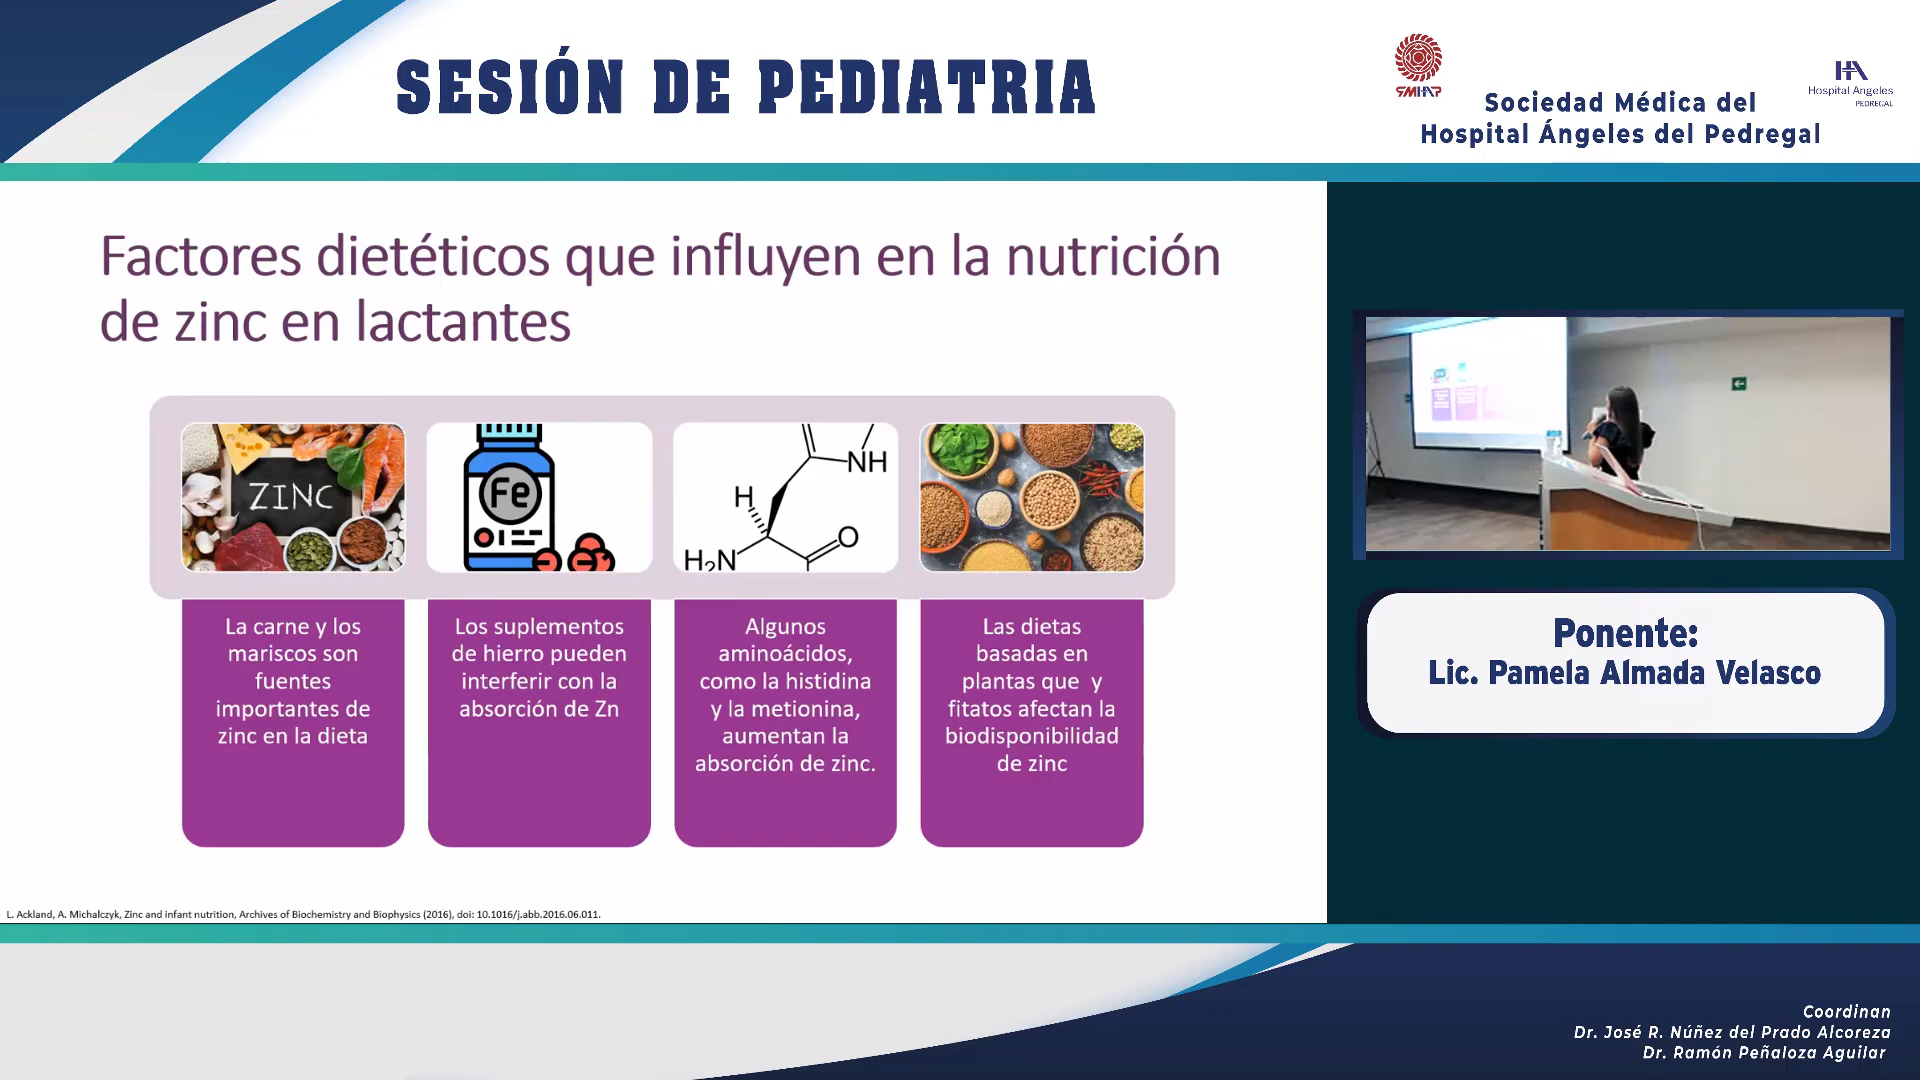 SESIÓN DE PEDIATRIA
SMHAP
Sociedad Médica del
Hospital Ángeles del Pedregal
HA
Hospital Angeles
PEDREGAL
Factores dietéticos que influyen en la nutrición
de zinc en lactantes
ZINC
Fe
NH
H
O
H₂N
La carne y los
mariscos son
fuentes
importantes de
zinc en la dieta
Los suplementos
de hierro pueden
interferir con la
absorción de Zn
Algunos
aminoácidos,
como la histidina
y la metionina,
aumentan la
absorción de zinc.
Las dietas
basadas en
plantas que y
fitatos afectan la
biodisponibilidad
de zinc
L. Ackland, A. Michalczyk, Zinc and infant nutrition, Archives of Biochemistry and Biophysics (2016), doi: 10.1016/j.abb.2016.06.011.
Ponente:
Lic. Pamela Almada Velasco
Coordinan
Dr. José R. Núñez del Prado Alcoreza
Dr. Ramón Peñaloza Aguilar